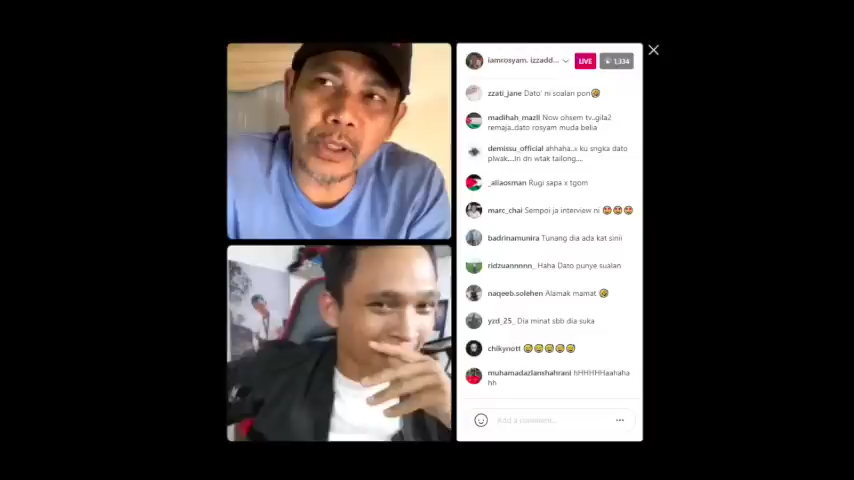 iamrosyam. izzadd...
LIVE
1,334
zzati_jane Dato' ni soalan pon
madihah_mazli Now ohsem tv..gila2
remaja..dato rosyam muda belia
demissu_official ahhaha..x ku sngka dato
plwak....lri dn wtak tailong....
_aliaosman Rugi sapa x tgom
marc_chai Sempoi ja interview ni 😍😍😍
badrinamunira Tunang dia ada kat sinii
ridzuannnnn_ Haha Dato punye sualan
naqeeb.solehen Alamak mamat
yzd_25_ Dia minat sbb dia suka
chikynott 😅😅😅😅😅
muhamadazlanshahrani hHHHHHaahaha
hh
Add a comment...